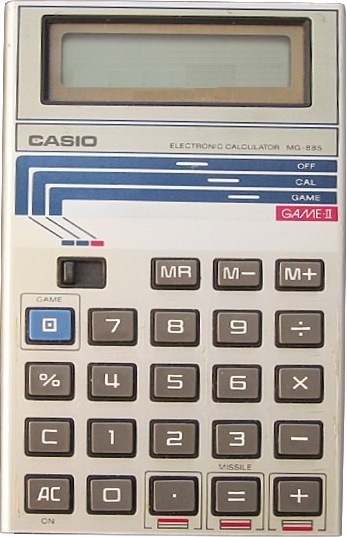 CASIO ELECTRONIC CALCULATOR MG-885
OFF
CAL
GAME
GAME-II
MR M− M+
GAME
7 8 9 ÷
% 4 5 6 ×
C 1 2 3 −
MISSILE
AC 0 . = +
ON